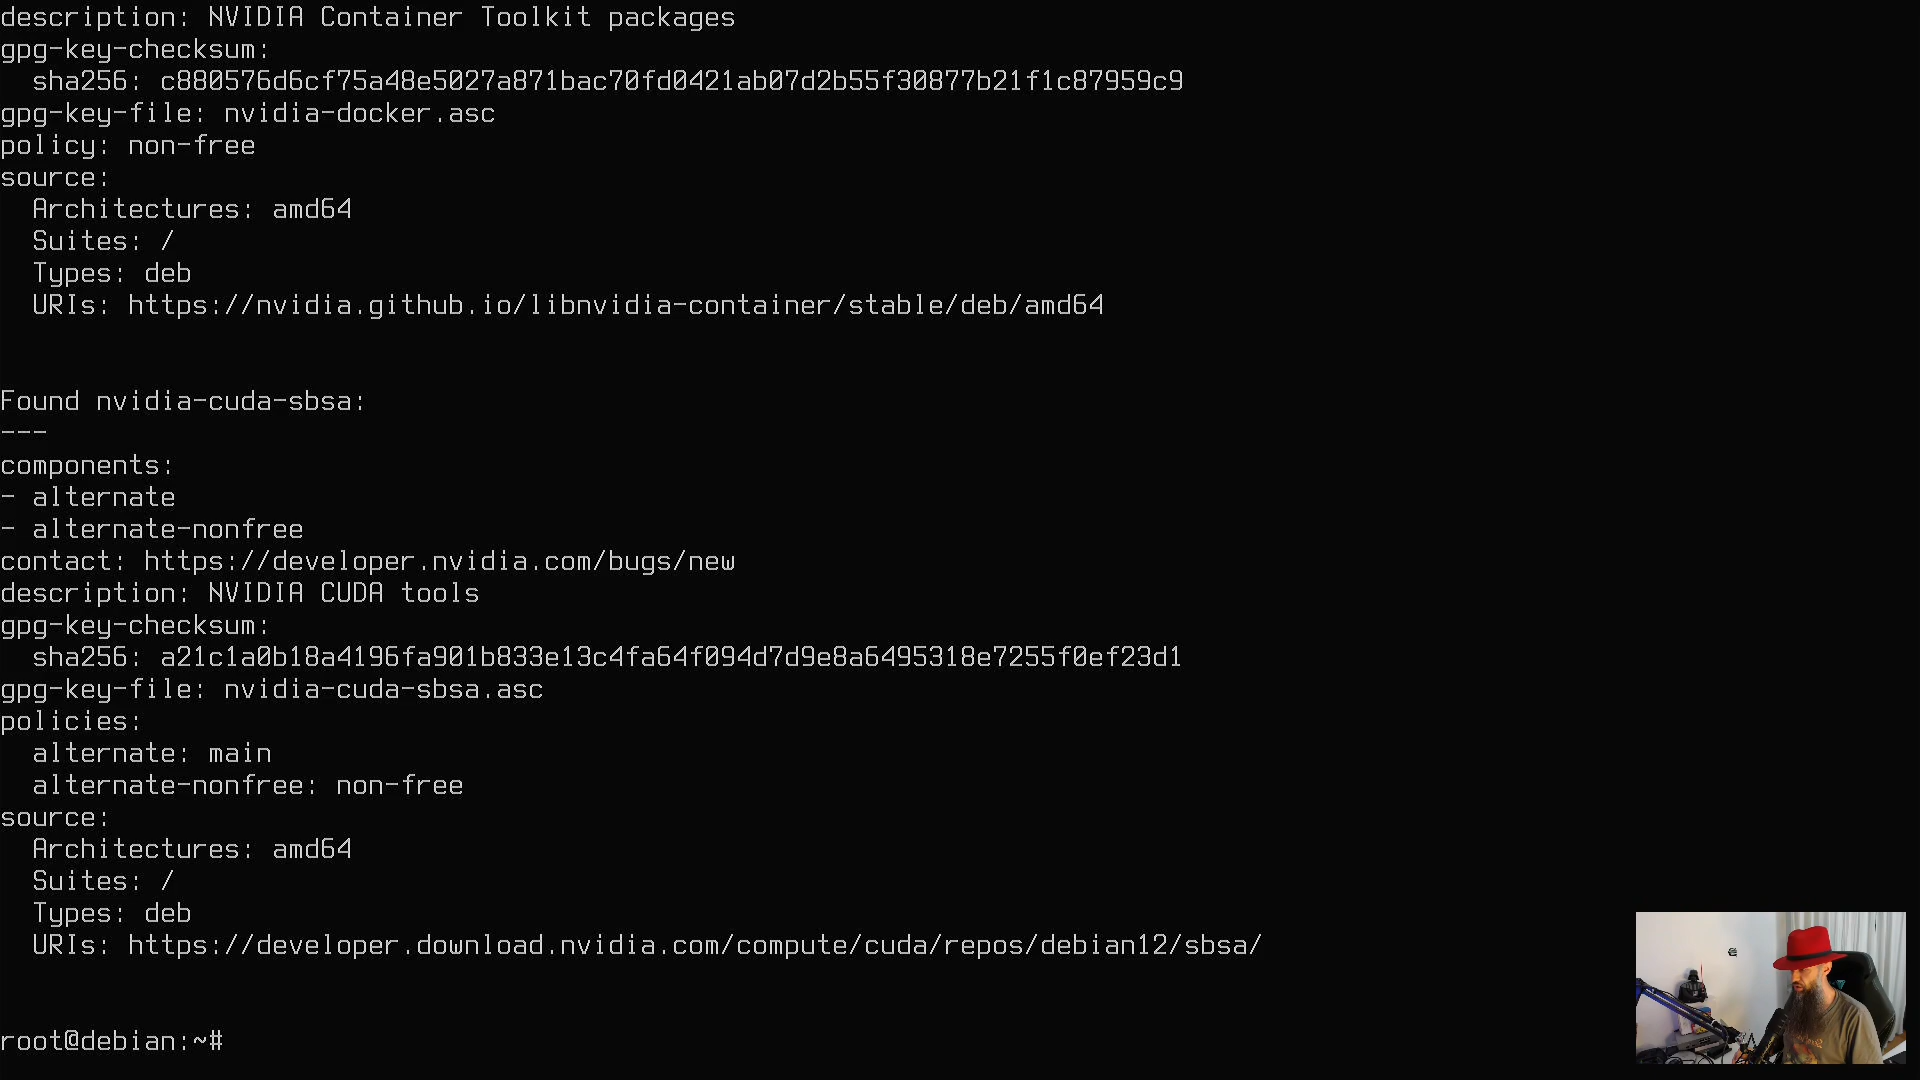 description: NVIDIA Container Toolkit packages
gpg-key-checksum:
  sha256: c880576d6cf75a48e5027a871bac70fd0421ab07d2b55f30877b21f1c87959c9
gpg-key-file: nvidia-docker.asc
policy: non-free
source:
  Architectures: amd64
  Suites: /
  Types: deb
  URIs: https://nvidia.github.io/libnvidia-container/stable/deb/amd64
Found nvidia-cuda-sbsa:
---
components:
- alternate
- alternate-nonfree
contact: https://developer.nvidia.com/bugs/new
description: NVIDIA CUDA tools
gpg-key-checksum:
  sha256: a21c1a0b18a4196fa901b833e13c4fa64f094d7d9e8a6495318e7255f0ef23d1
gpg-key-file: nvidia-cuda-sbsa.asc
policies:
  alternate: main
  alternate-nonfree: non-free
source:
  Architectures: amd64
  Suites: /
  Types: deb
  URIs: https://developer.download.nvidia.com/compute/cuda/repos/debian12/sbsa/
root@debian:~#